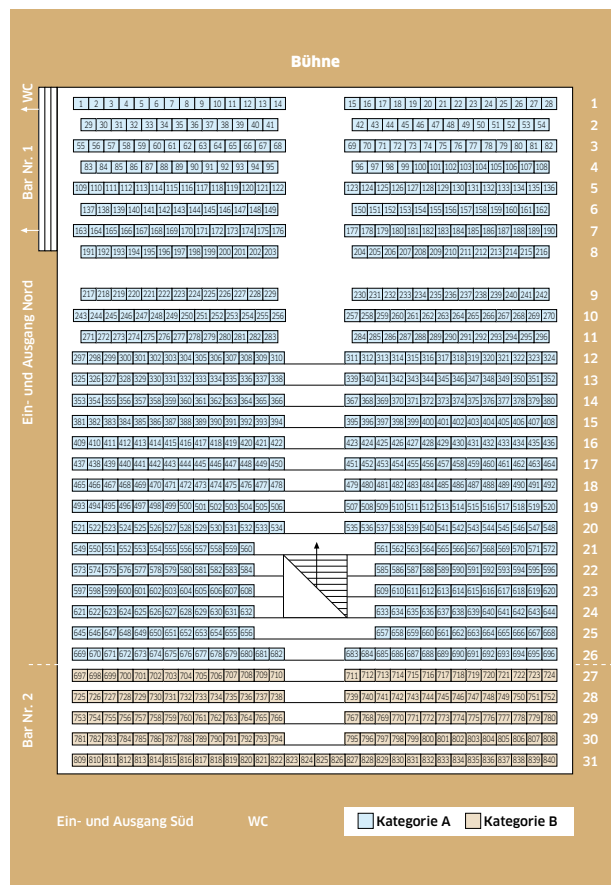 Bühne
WC
Bar Nr. 1
Ein- und Ausgang Nord
Bar Nr. 2
1 2 3 4 5 6 7 8 9 10 11 12 13 14 15 16 17 18 19 20 21 22 23 24 25 26 27 28 1
29 30 31 32 33 34 35 36 37 38 39 40 41 42 43 44 45 46 47 48 49 50 51 52 53 54 2
55 56 57 58 59 60 61 62 63 64 65 66 67 68 69 70 71 72 73 74 75 76 77 78 79 80 81 82 3
83 84 85 86 87 88 89 90 91 92 93 94 95 96 97 98 99 100 101 102 103 104 105 106 107 108 4
109 110 111 112 113 114 115 116 117 118 119 120 121 122 123 124 125 126 127 128 129 130 131 132 133 134 135 136 5
137 138 139 140 141 142 143 144 145 146 147 148 149 150 151 152 153 154 155 156 157 158 159 160 161 162 6
163 164 165 166 167 168 169 170 171 172 173 174 175 176 177 178 179 180 181 182 183 184 185 186 187 188 189 190 7
191 192 193 194 195 196 197 198 199 200 201 202 203 204 205 206 207 208 209 210 211 212 213 214 215 216 8
217 218 219 220 221 222 223 224 225 226 227 228 229 230 231 232 233 234 235 236 237 238 239 240 241 242 9
243 244 245 246 247 248 249 250 251 252 253 254 255 256 257 258 259 260 261 262 263 264 265 266 267 268 269 270 10
271 272 273 274 275 276 277 278 279 280 281 282 283 284 285 286 287 288 289 290 291 292 293 294 295 296 11
297 298 299 300 301 302 303 304 305 306 307 308 309 310 311 312 313 314 315 316 317 318 319 320 321 322 323 324 12
325 326 327 328 329 330 331 332 333 334 335 336 337 338 339 340 341 342 343 344 345 346 347 348 349 350 351 352 13
353 354 355 356 357 358 359 360 361 362 363 364 365 366 367 368 369 370 371 372 373 374 375 376 377 378 379 380 14
381 382 383 384 385 386 387 388 389 390 391 392 393 394 395 396 397 398 399 400 401 402 403 404 405 406 407 408 15
409 410 411 412 413 414 415 416 417 418 419 420 421 422 423 424 425 426 427 428 429 430 431 432 433 434 435 436 16
437 438 439 440 441 442 443 444 445 446 447 448 449 450 451 452 453 454 455 456 457 458 459 460 461 462 463 464 17
465 466 467 468 469 470 471 472 473 474 475 476 477 478 479 480 481 482 483 484 485 486 487 488 489 490 491 492 18
493 494 495 496 497 498 499 500 501 502 503 504 505 506 507 508 509 510 511 512 513 514 515 516 517 518 519 520 19
521 522 523 524 525 526 527 528 529 530 531 532 533 534 535 536 537 538 539 540 541 542 543 544 545 546 547 548 20
549 550 551 552 553 554 555 556 557 558 559 560 561 562 563 564 565 566 567 568 569 570 571 572 21
573 574 575 576 577 578 579 580 581 582 583 584 585 586 587 588 589 590 591 592 593 594 595 596 22
597 598 599 600 601 602 603 604 605 606 607 608 609 610 611 612 613 614 615 616 617 618 619 620 23
621 622 623 624 625 626 627 628 629 630 631 632 633 634 635 636 637 638 639 640 641 642 643 644 24
645 646 647 648 649 650 651 652 653 654 655 656 657 658 659 660 661 662 663 664 665 666 667 668 25
669 670 671 672 673 674 675 676 677 678 679 680 681 682 683 684 685 686 687 688 689 690 691 692 693 694 695 696 26
697 698 699 700 701 702 703 704 705 706 707 708 709 710 711 712 713 714 715 716 717 718 719 720 721 722 723 724 27
725 726 727 728 729 730 731 732 733 734 735 736 737 738 739 740 741 742 743 744 745 746 747 748 749 750 751 752 28
753 754 755 756 757 758 759 760 761 762 763 764 765 766 767 768 769 770 771 772 773 774 775 776 777 778 779 780 29
781 782 783 784 785 786 787 788 789 790 791 792 793 794 795 796 797 798 799 800 801 802 803 804 805 806 807 808 30
809 810 811 812 813 814 815 816 817 818 819 820 821 822 823 824 825 826 827 828 829 830 831 832 833 834 835 836 837 838 839 840 31
Ein- und Ausgang Süd WC Kategorie A Kategorie B